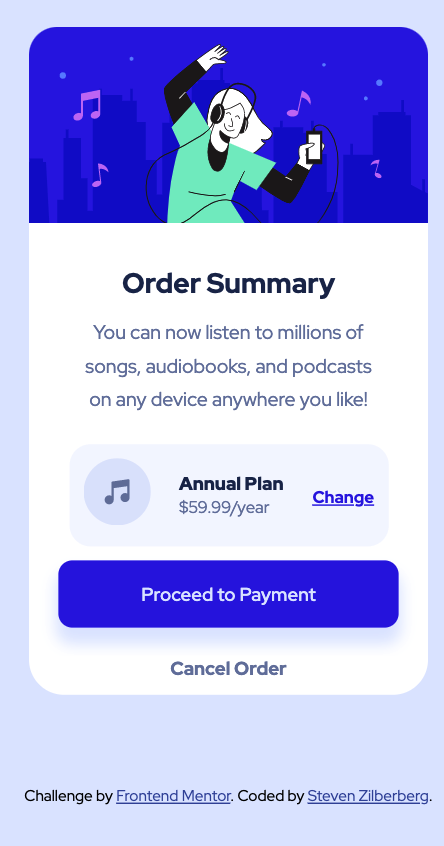 Order Summary
You can now listen to millions of
songs, audiobooks, and podcasts
on any device anywhere you like!
Annual Plan
$59.99/year
Change
Proceed to Payment
Cancel Order
Challenge by Frontend Mentor. Coded by Steven Zilberberg.